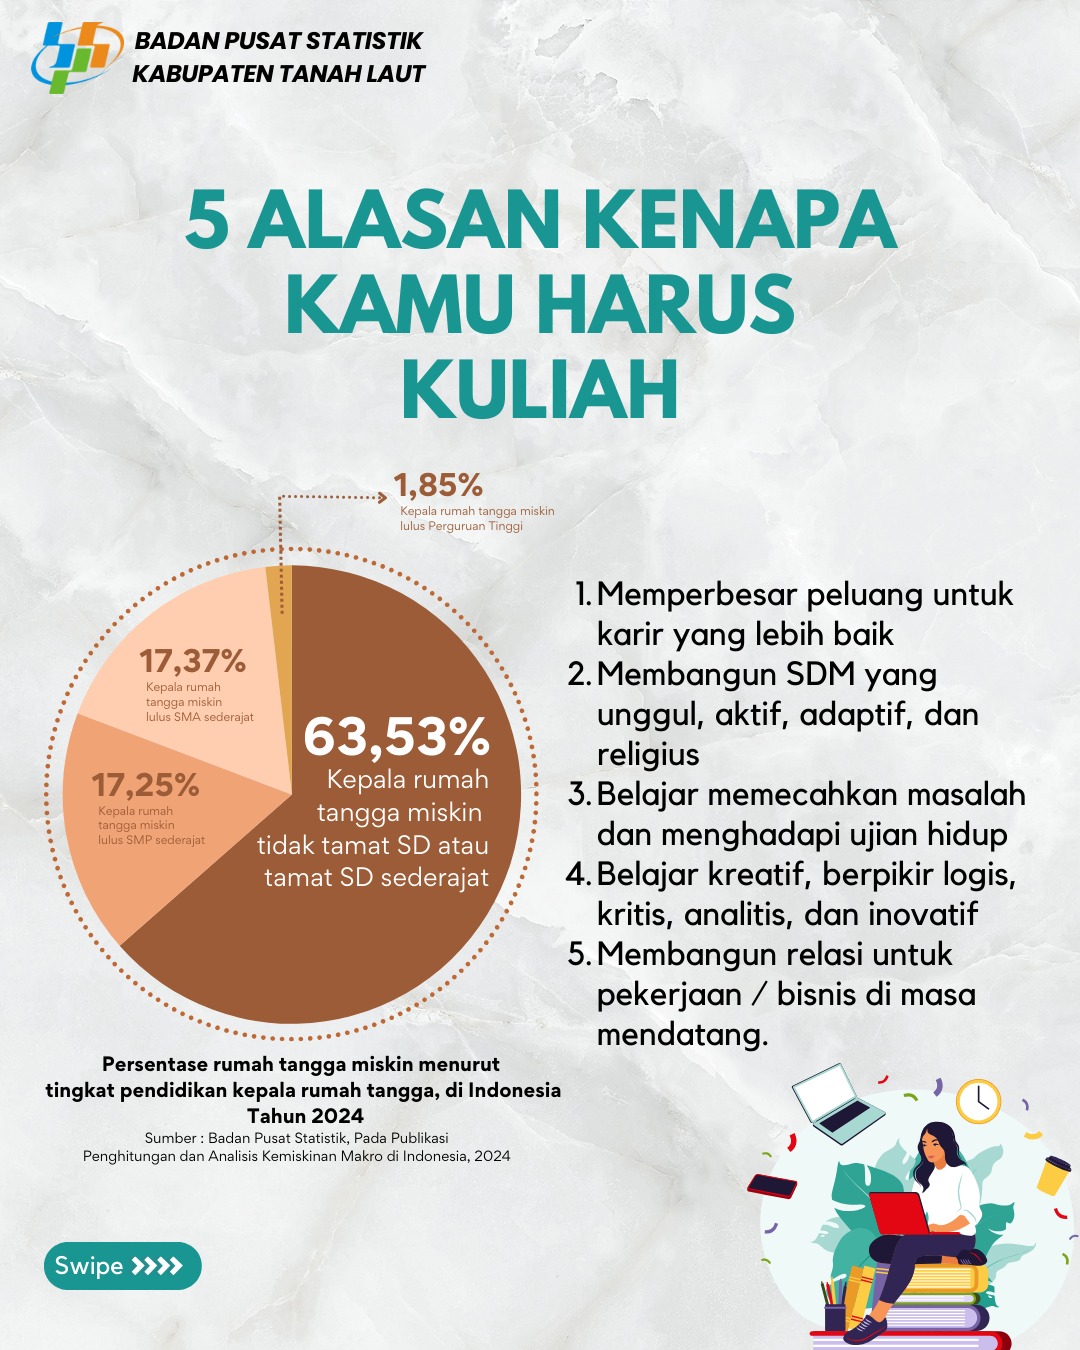 BADAN PUSAT STATISTIK
KABUPATEN TANAH LAUT
5 ALASAN KENAPA
KAMU HARUS
KULIAH
1,85%
Kepala rumah tangga miskin
lulus Perguruan Tinggi
17,37%
Kepala rumah
tangga miskin
lulus SMA sederajat
63,53%
Kepala rumah
tangga miskin
tidak tamat SD atau
tamat SD sederajat
17,25%
Kepala rumah
tangga miskin
lulus SMP sederajat
Persentase rumah tangga miskin menurut
tingkat pendidikan kepala rumah tangga, di Indonesia
Tahun 2024
Sumber : Badan Pusat Statistik, Pada Publikasi
Penghitungan dan Analisis Kemiskinan Makro di Indonesia, 2024
1. Memperbesar peluang untuk
karir yang lebih baik
2. Membangun SDM yang
unggul, aktif, adaptif, dan
religius
3. Belajar memecahkan masalah
dan menghadapi ujian hidup
4. Belajar kreatif, berpikir logis,
kritis, analitis, dan inovatif
5. Membangun relasi untuk
pekerjaan / bisnis di masa
mendatang.
Swipe